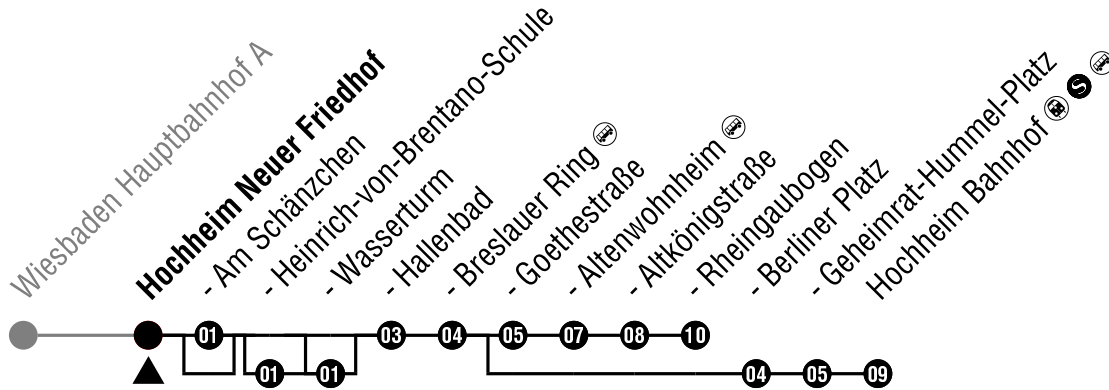 Wiesbaden Hauptbahnhof A
Hochheim Neuer Friedhof
- Am Schänzchen
- Heinrich-von-Brentano-Schule
- Wasserturm
- Hallenbad
- Breslauer Ring
- Goethestraße
- Altenwohnheim
- Altkönigstraße
- Rheingaubogen
- Berliner Platz
- Geheimrat-Hummel-Platz
Hochheim Bahnhof S
01 03 04 05 07 08 10
01 01 04 05 09